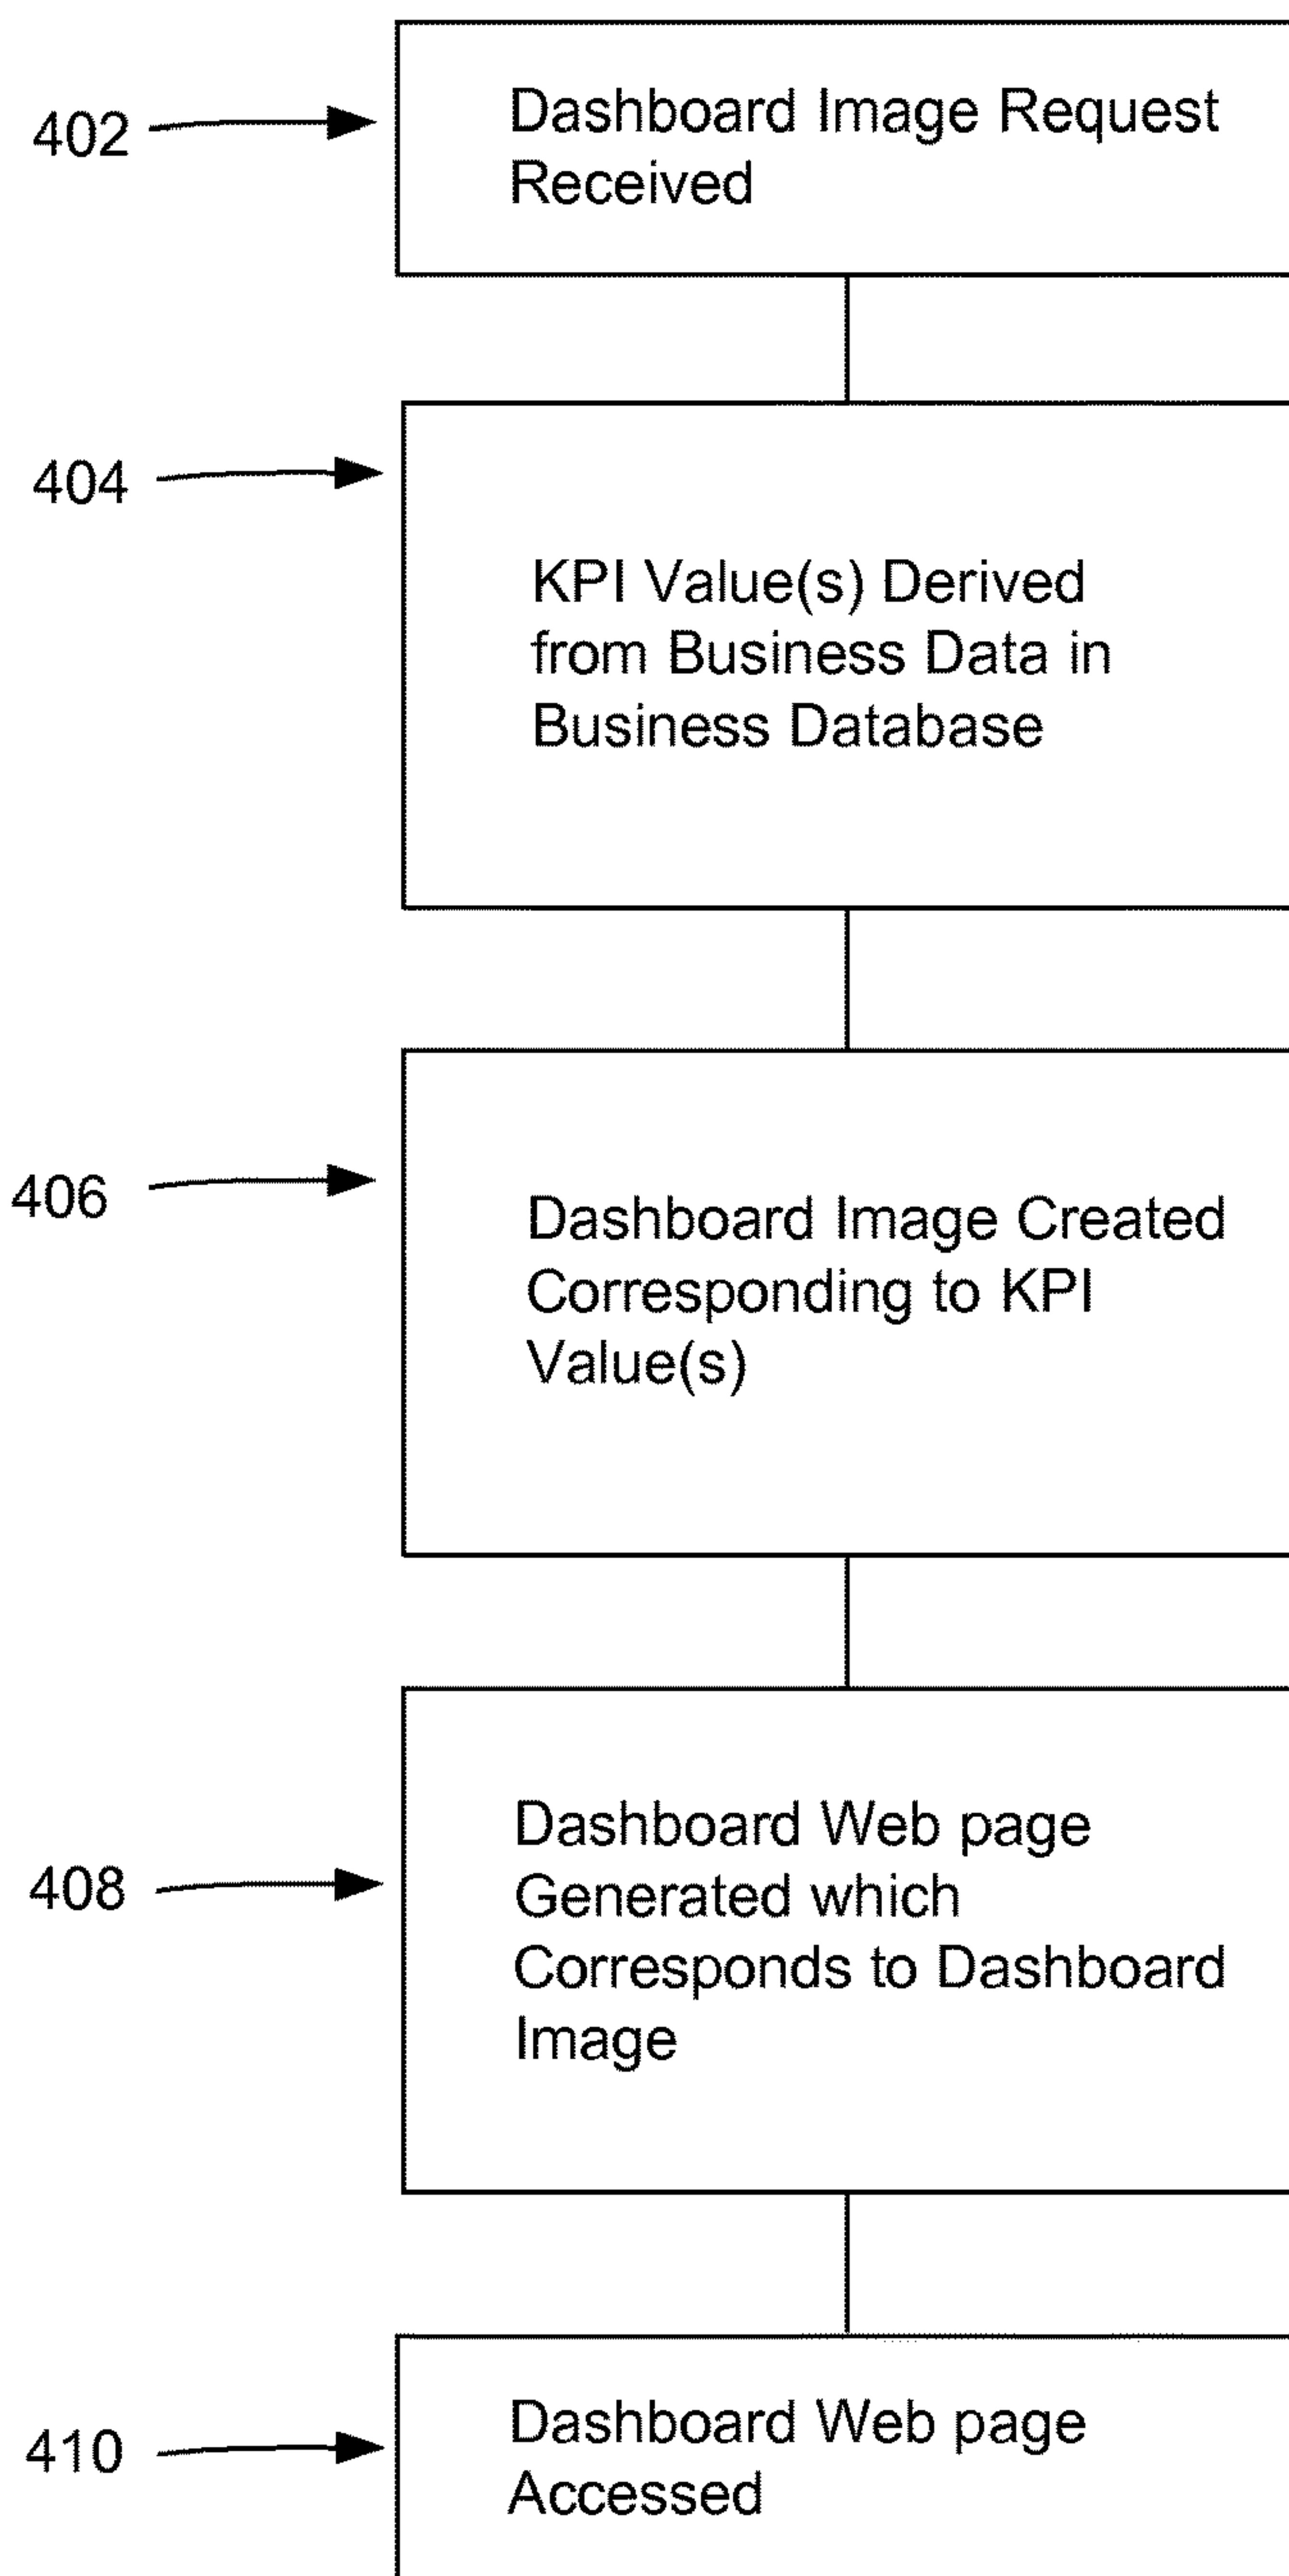 402
Dashboard Image Request
Received
404
KPI Value(s) Derived
from Business Data in
Business Database
406
Dashboard Image Created
Corresponding to KPI
Value(s)
408
Dashboard Web page
Generated which
Corresponds to Dashboard
Image
410
Dashboard Web page
Accessed